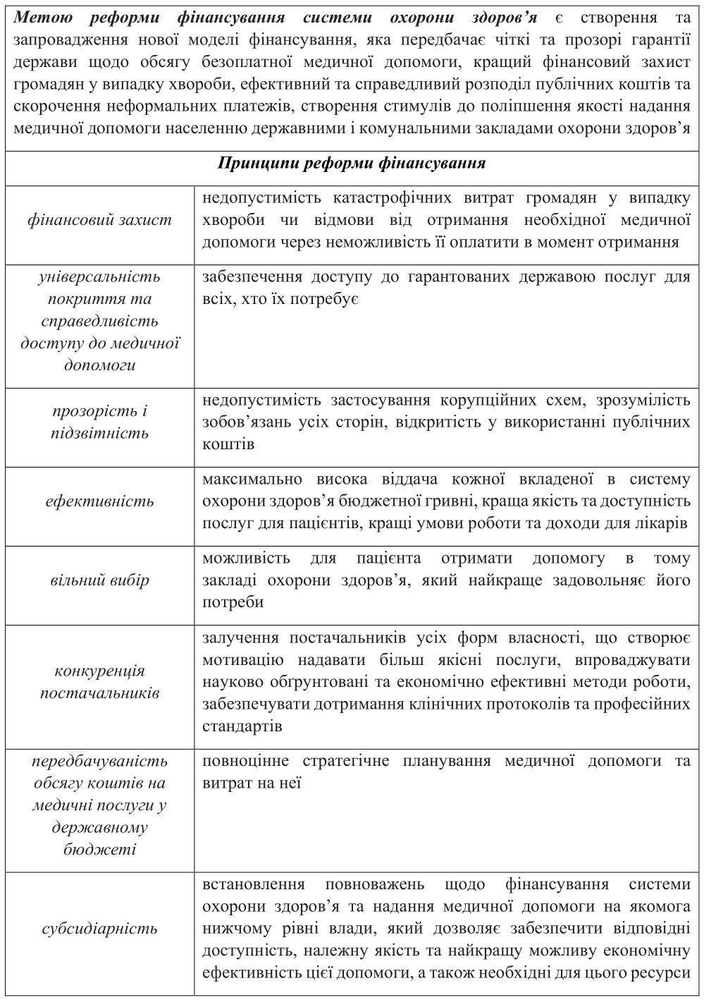 Метою реформи фінансування системи охорони здоров’я є створення та
запровадження нової моделі фінансування, яка передбачає чіткі та прозорі гарантії
держави щодо обсягу безоплатної медичної допомоги, кращий фінансовий захист
громадян у випадку хвороби, ефективний та справедливий розподіл публічних коштів та
скорочення неформальних платежів, створення стимулів до поліпшення якості надання
медичної допомоги населенню державними і комунальними закладами охорони здоров’я
Принципи реформи фінансування
фінансовий захист
недопустимість катастрофічних витрат громадян у випадку
хвороби чи відмови від отримання необхідної медичної
допомоги через неможливість її оплатити в момент отримання
універсальність
покриття та
справедливість
доступу до медичної
допомоги
забезпечення доступу до гарантованих державою послуг для
всіх, хто їх потребує
прозорість і
підзвітність
недопустимість застосування корупційних схем, зрозумілість
зобов’язань усіх сторін, відкритість у використанні публічних
коштів
ефективність
максимально висока віддача кожної вкладеної в систему
охорони здоров’я бюджетної гривні, краща якість та доступність
послуг для пацієнтів, кращі умови роботи та доходи для лікарів
вільний вибір
можливість для пацієнта отримати допомогу в тому
закладі охорони здоров’я, який найкраще задовольняє його
потреби
конкуренція
постачальників
залучення постачальників усіх форм власності, що створює
мотивацію надавати більш якісні послуги, впроваджувати
науково обґрунтовані та економічно ефективні методи роботи,
забезпечувати дотримання клінічних протоколів та професійних
стандартів
передбачуваність
обсягу коштів на
медичні послуги у
державному
бюджеті
повноцінне стратегічне планування медичної допомоги та
витрат на неї
субсидіарність
встановлення повноважень щодо фінансування системи
охорони здоров’я та надання медичної допомоги на якомога
нижчому рівні влади, який дозволяє забезпечити відповідні
доступність, належну якість та найкращу можливу економічну
ефективність цієї допомоги, а також необхідні для цього ресурси